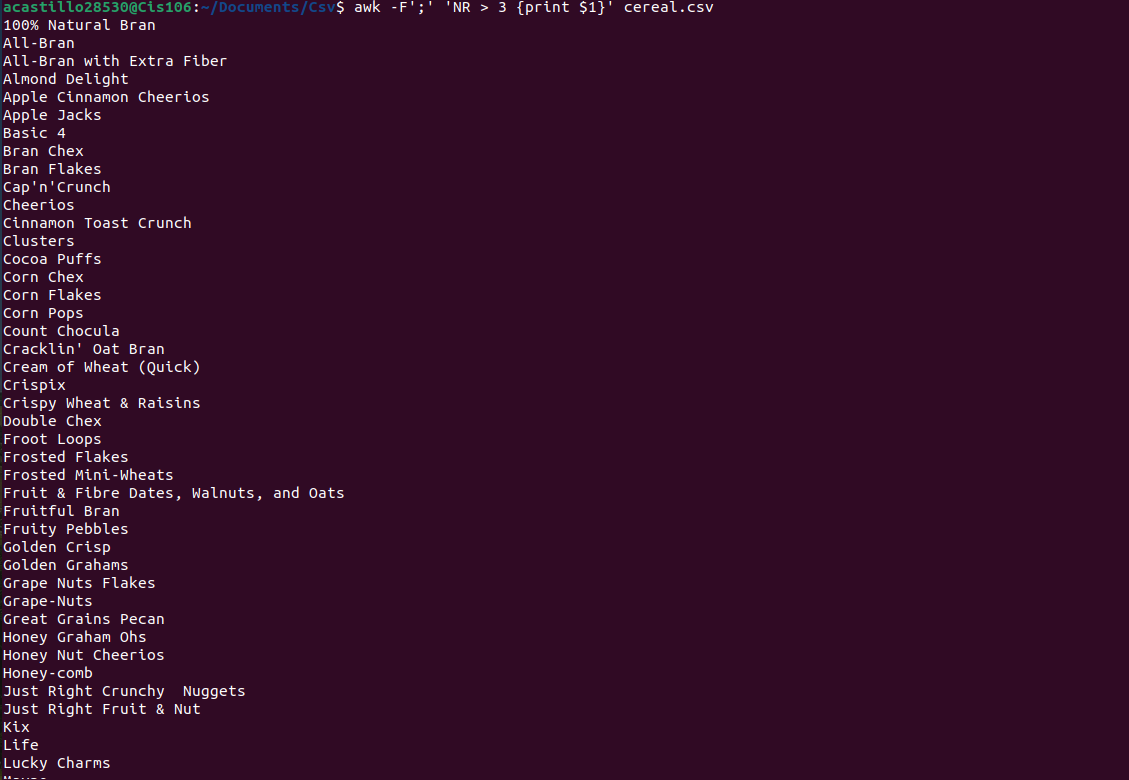 acastillo28530@Cis106:~/Documents/Csv$ awk -F';' 'NR > 3 {print $1}' cereal.csv
100% Natural Bran
All-Bran
All-Bran with Extra Fiber
Almond Delight
Apple Cinnamon Cheerios
Apple Jacks
Basic 4
Bran Chex
Bran Flakes
Cap'n'Crunch
Cheerios
Cinnamon Toast Crunch
Clusters
Cocoa Puffs
Corn Chex
Corn Flakes
Corn Pops
Count Chocula
Cracklin' Oat Bran
Cream of Wheat (Quick)
Crispix
Crispy Wheat & Raisins
Double Chex
Froot Loops
Frosted Flakes
Frosted Mini-Wheats
Fruit & Fibre Dates, Walnuts, and Oats
Fruitful Bran
Fruity Pebbles
Golden Crisp
Golden Grahams
Grape Nuts Flakes
Grape-Nuts
Great Grains Pecan
Honey Graham Ohs
Honey Nut Cheerios
Honey-comb
Just Right Crunchy  Nuggets
Just Right Fruit & Nut
Kix
Life
Lucky Charms